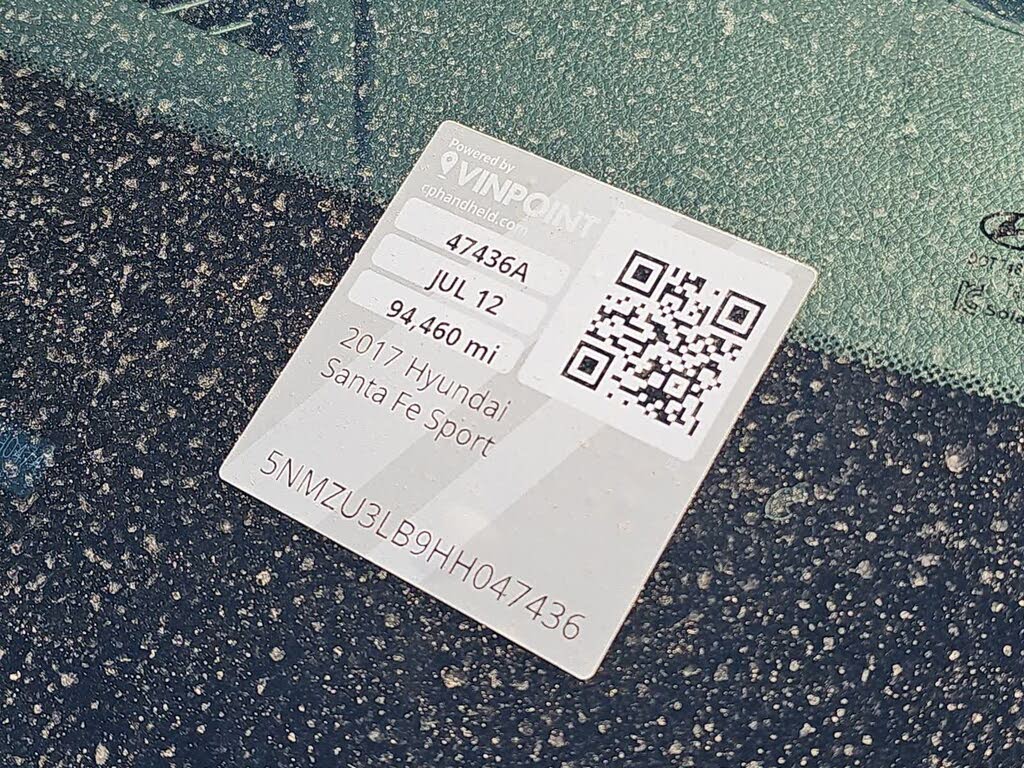 Powered by
VINPOINT
cphandheld.com
47436A
JUL 12
94,460 mi
2017 Hyundai
Santa Fe Sport
5NMZU3LB9HH047436